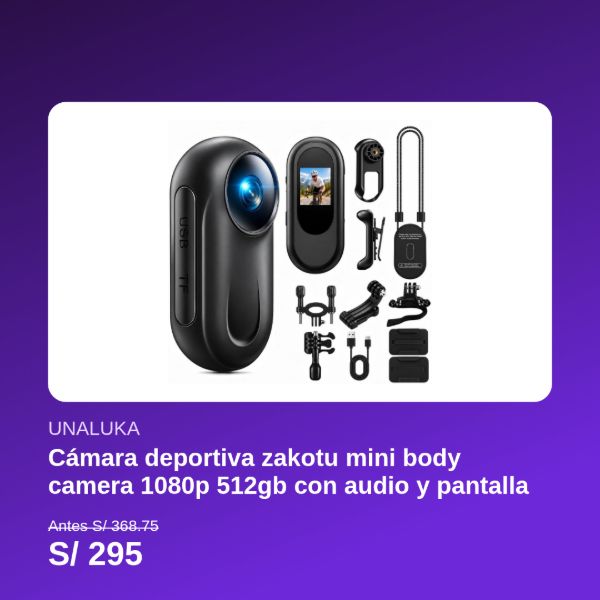 USB TF
UNALUKA
Cámara deportiva zakotu mini body
camera 1080p 512gb con audio y pantalla
Antes S/ 368.75
S/ 295